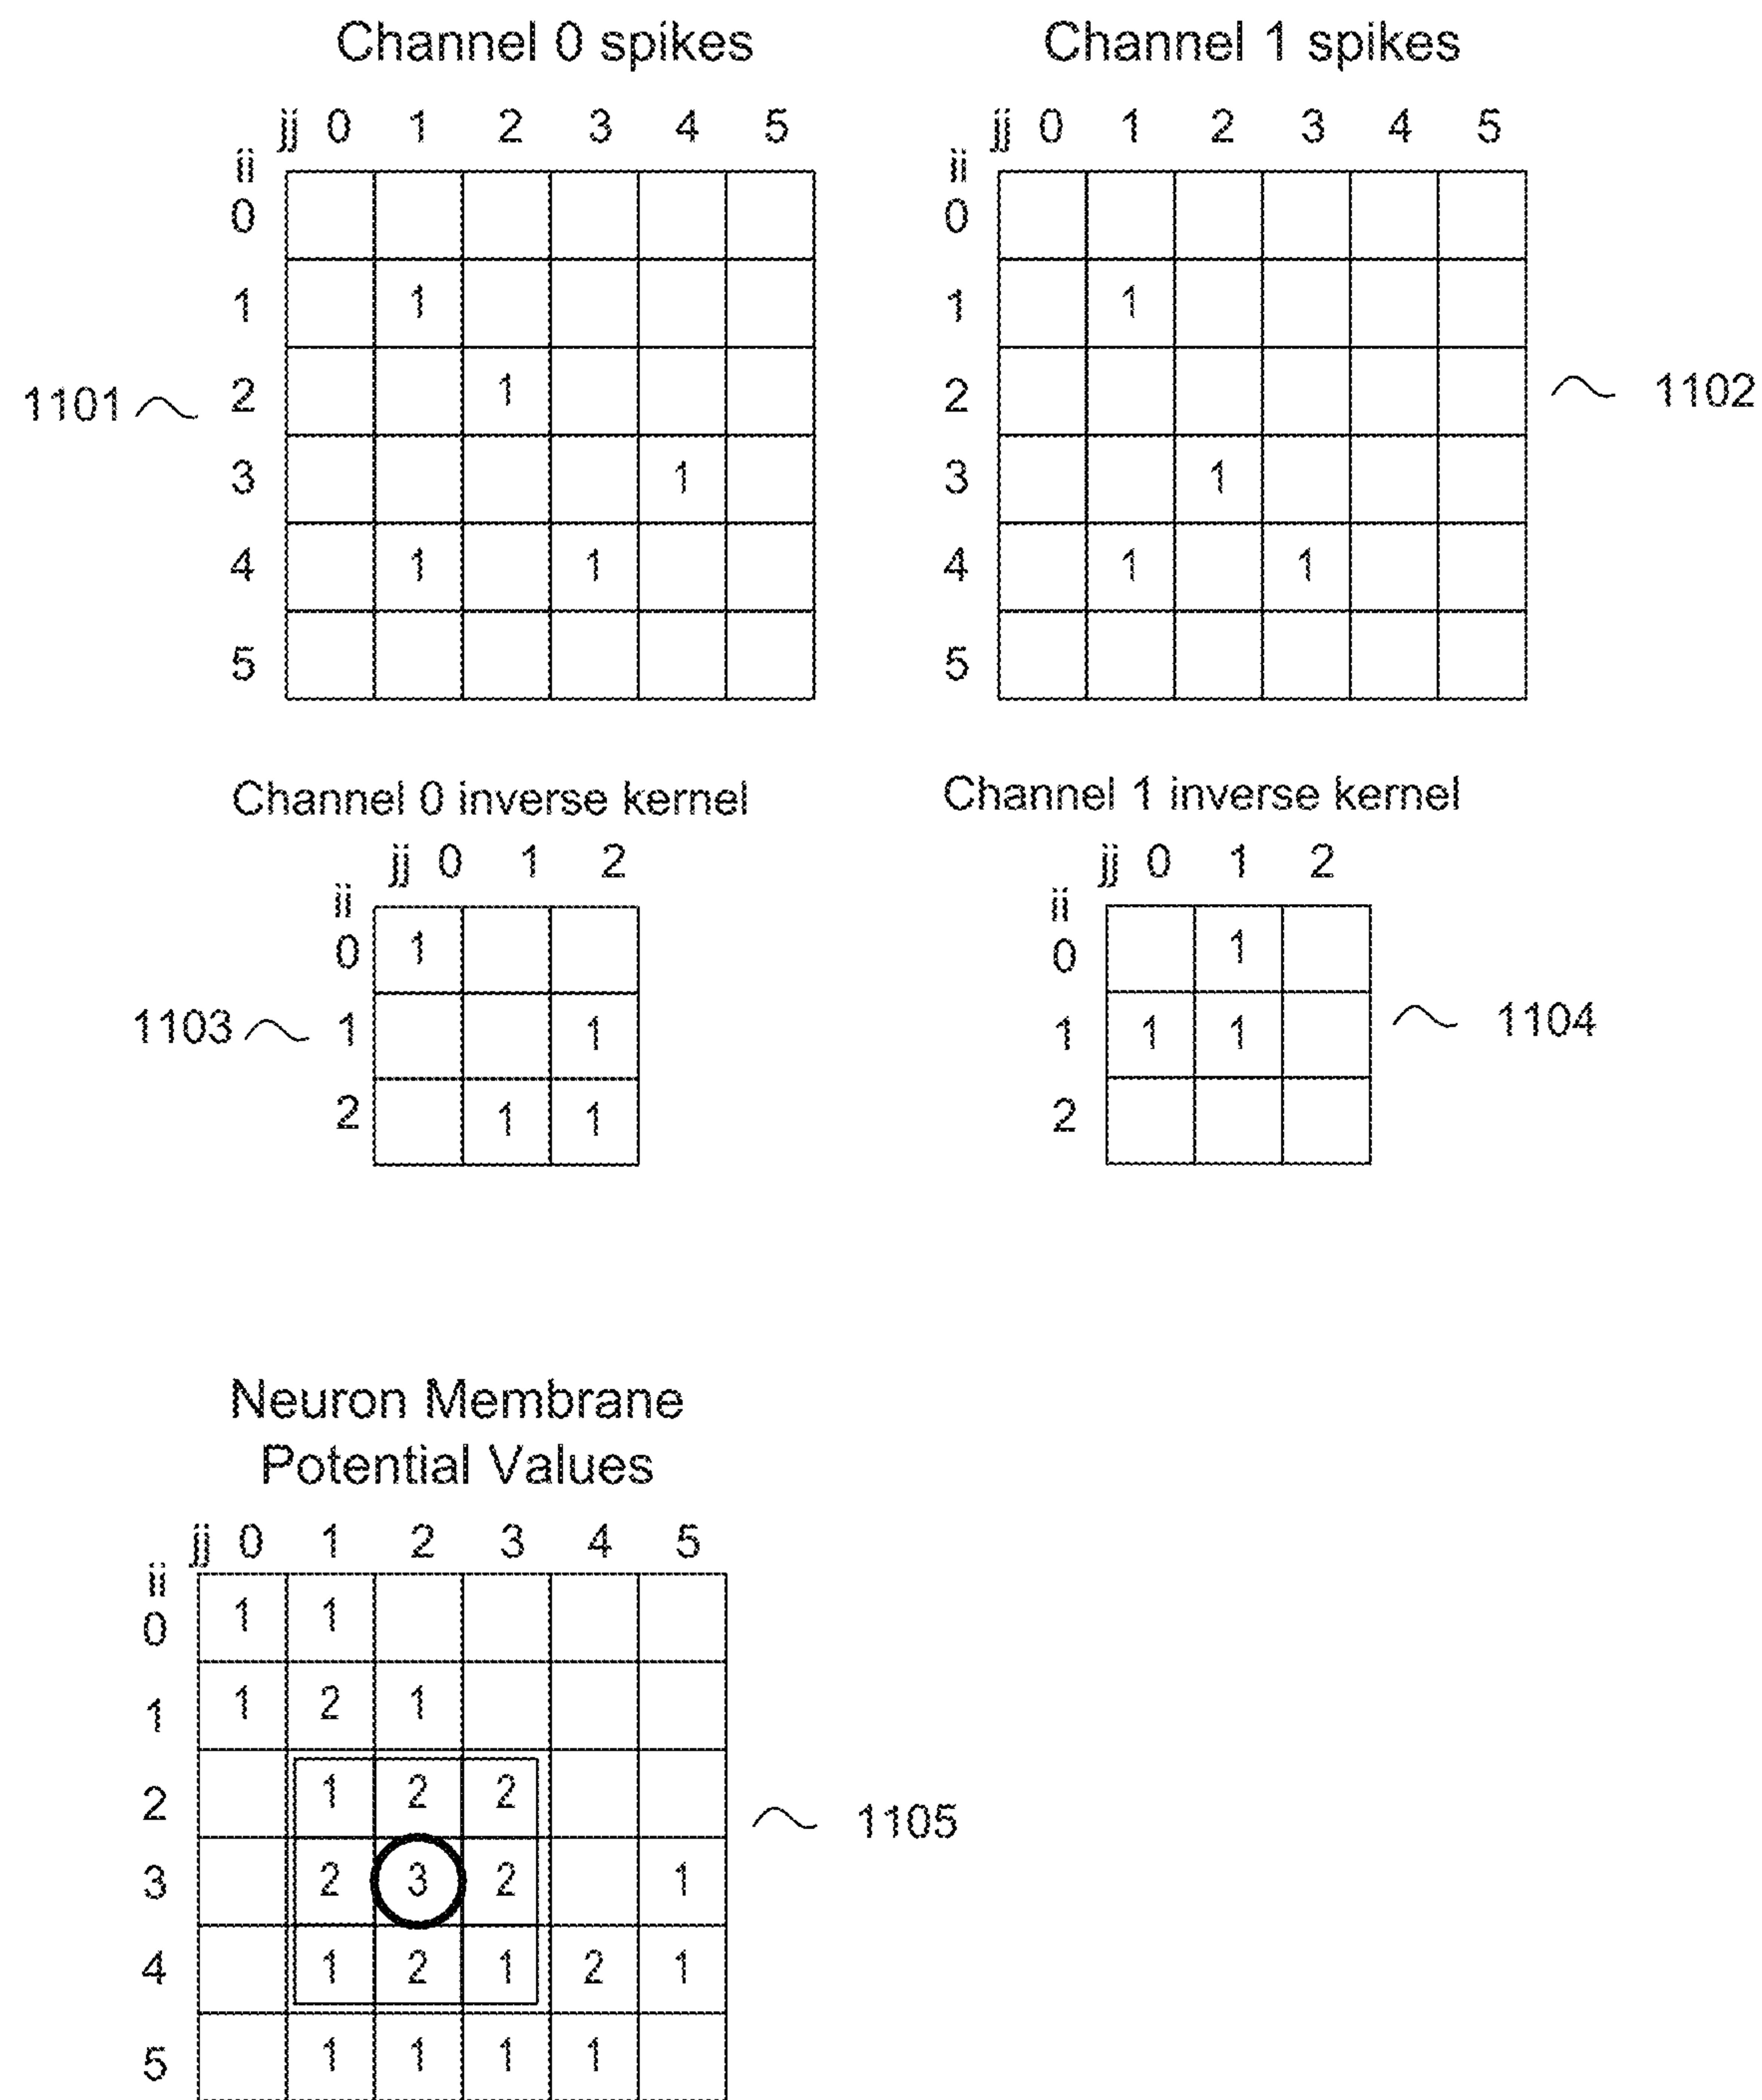 Channel 0 spikes Channel 1 spikes
jj 0 1 2 3 4 5 jj 0 1 2 3 4 5
ii ii
0 0
1 1 1 1
1101 2 1 2 1102
3 1 3 1
4 1 1 4 1 1
5 5
Channel 0 inverse kernel Channel 1 inverse kernel
jj 0 1 2 jj 0 1 2
ii ii
0 1 0 1
1103 1 1 1 1 1 1104
2 1 1 2
Neuron Membrane
Potential Values
jj 0 1 2 3 4 5
ii
0 1 1
1 1 2 1
2 1 2 2 1105
3 2 3 2 1
4 1 2 1 2 1
5 1 1 1 1